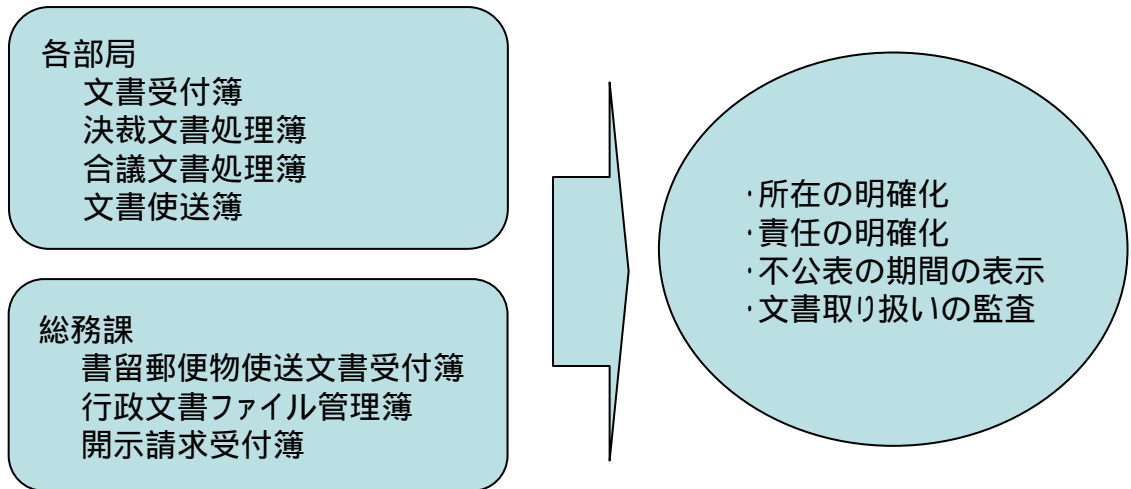 各部局
文書受付簿
決裁文書処理簿
合議文書処理簿
文書使送簿
総務課
書留郵便物使送文書受付簿
行政文書ファイル管理簿
開示請求受付簿
・所在の明確化
・責任の明確化
・不公表の期間の表示
・文書取り扱いの監査